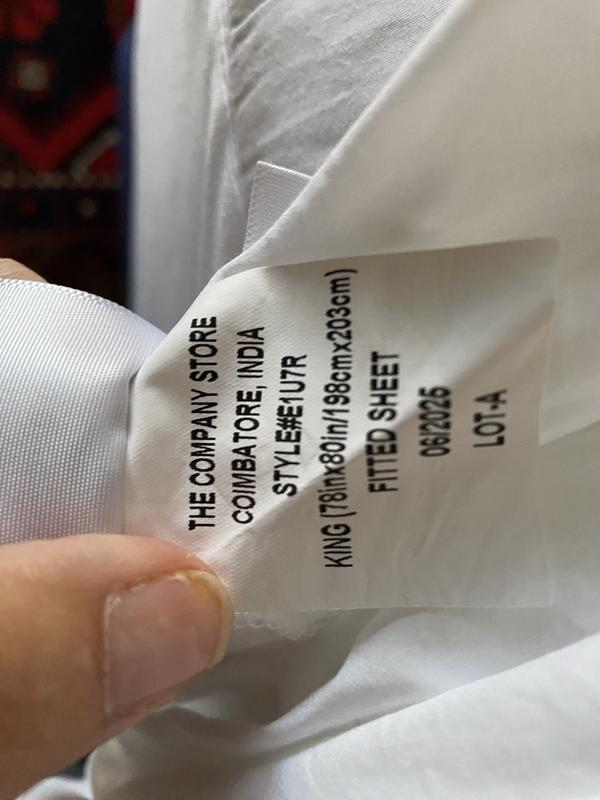 THE COMPANY STORE
COIMBATORE, INDIA
STYLE#E1U7R
KING (78inx80in/198cmx203cm)
FITTED SHEET
06/2025
LOT-A